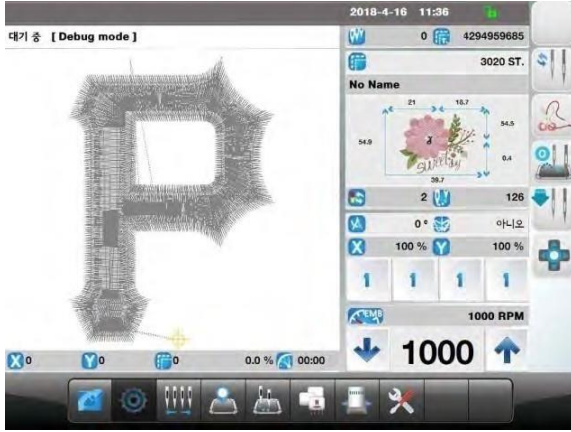 2018-4-16 11:36
대기 중 [ Debug mode ]
0 4294959685
3020 ST.
No Name
21 18.7
54.9 54.5
0.4
39.7
2 126
0° 아니오
X 100 % Y 100 %
1 1 1 1
EMB 1000 RPM
1000
X 0 Y 0 0 0.0 % 00:00